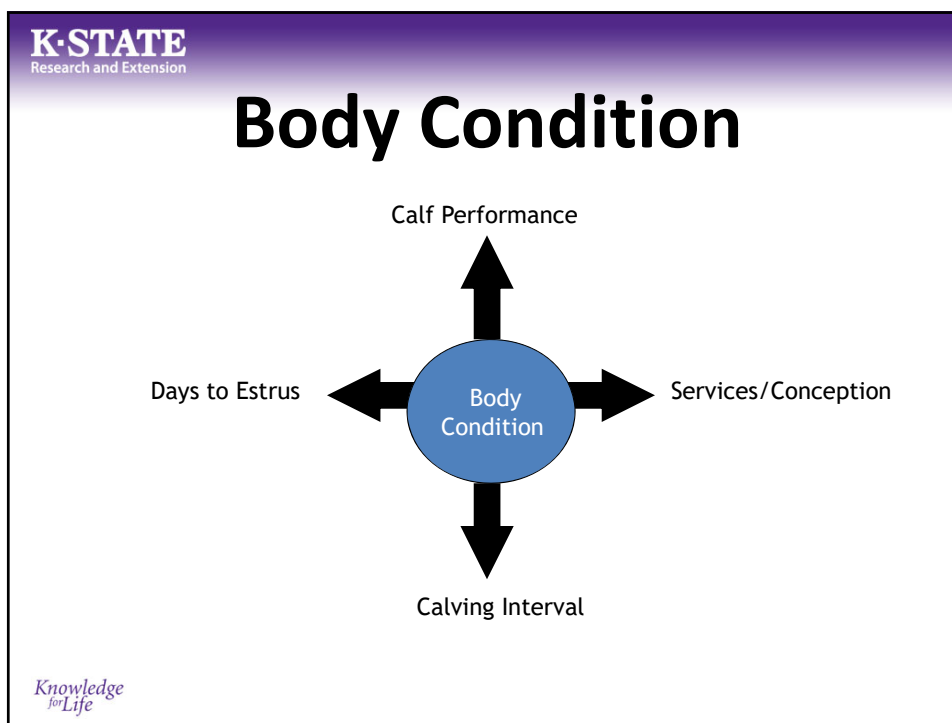 K-STATE
Research and Extension
Body Condition
Calf Performance
Days to Estrus
Body
Condition
Services/Conception
Calving Interval
Knowledge
for Life